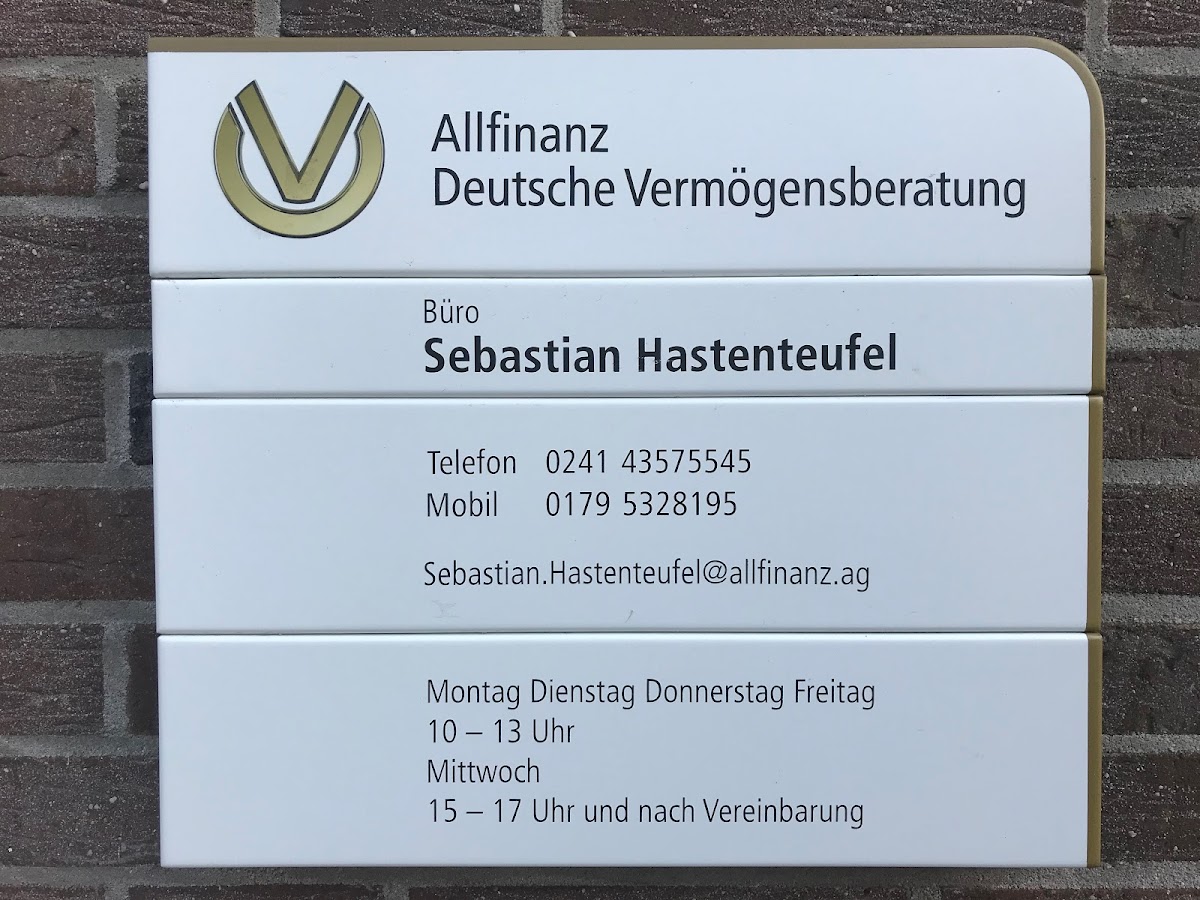 Allfinanz
Deutsche Vermögensberatung
Büro
Sebastian Hastenteufel
Telefon 0241 43575545
Mobil 0179 5328195
Sebastian.Hastenteufel@allfinanz.ag
Montag Dienstag Donnerstag Freitag
10 – 13 Uhr
Mittwoch
15 – 17 Uhr und nach Vereinbarung